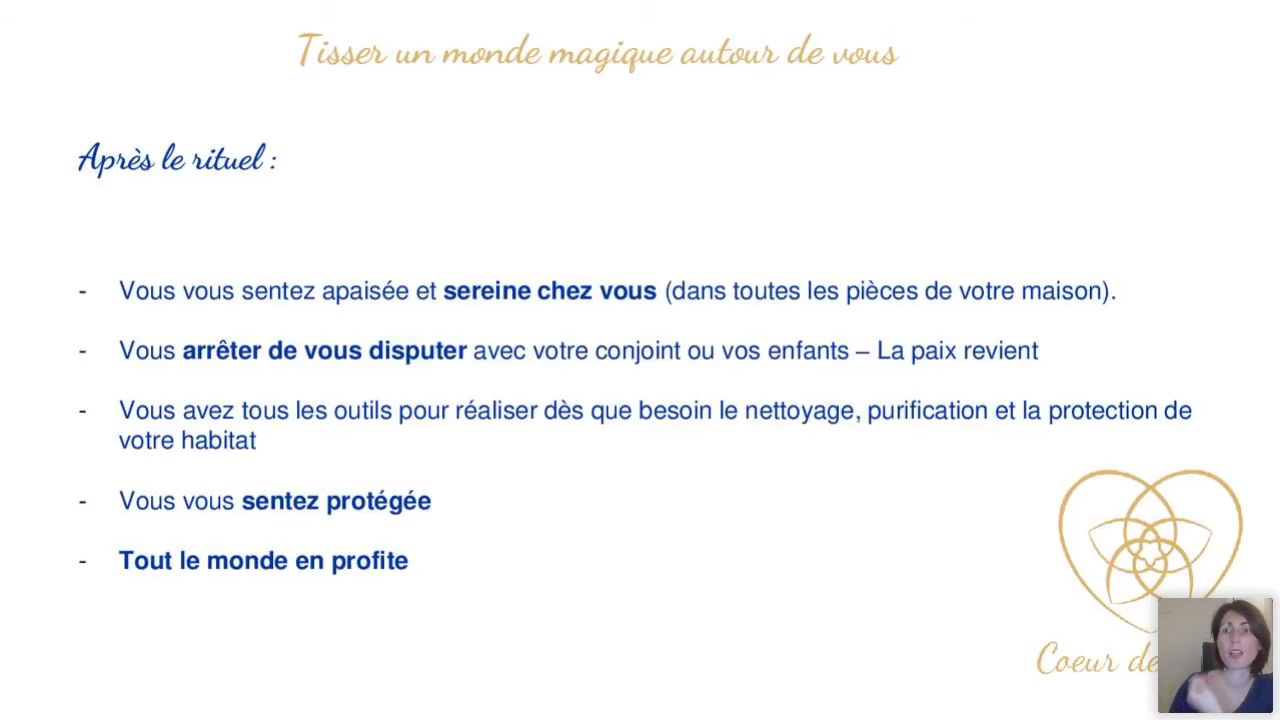 Tisser un monde magique autour de vous
Après le rituel :
- Vous vous sentez apaisée et sereine chez vous (dans toutes les pièces de votre maison).
- Vous arrêter de vous disputer avec votre conjoint ou vos enfants – La paix revient
- Vous avez tous les outils pour réaliser dès que besoin le nettoyage, purification et la protection de
votre habitat
- Vous vous sentez protégée
- Tout le monde en profite
Coeur de